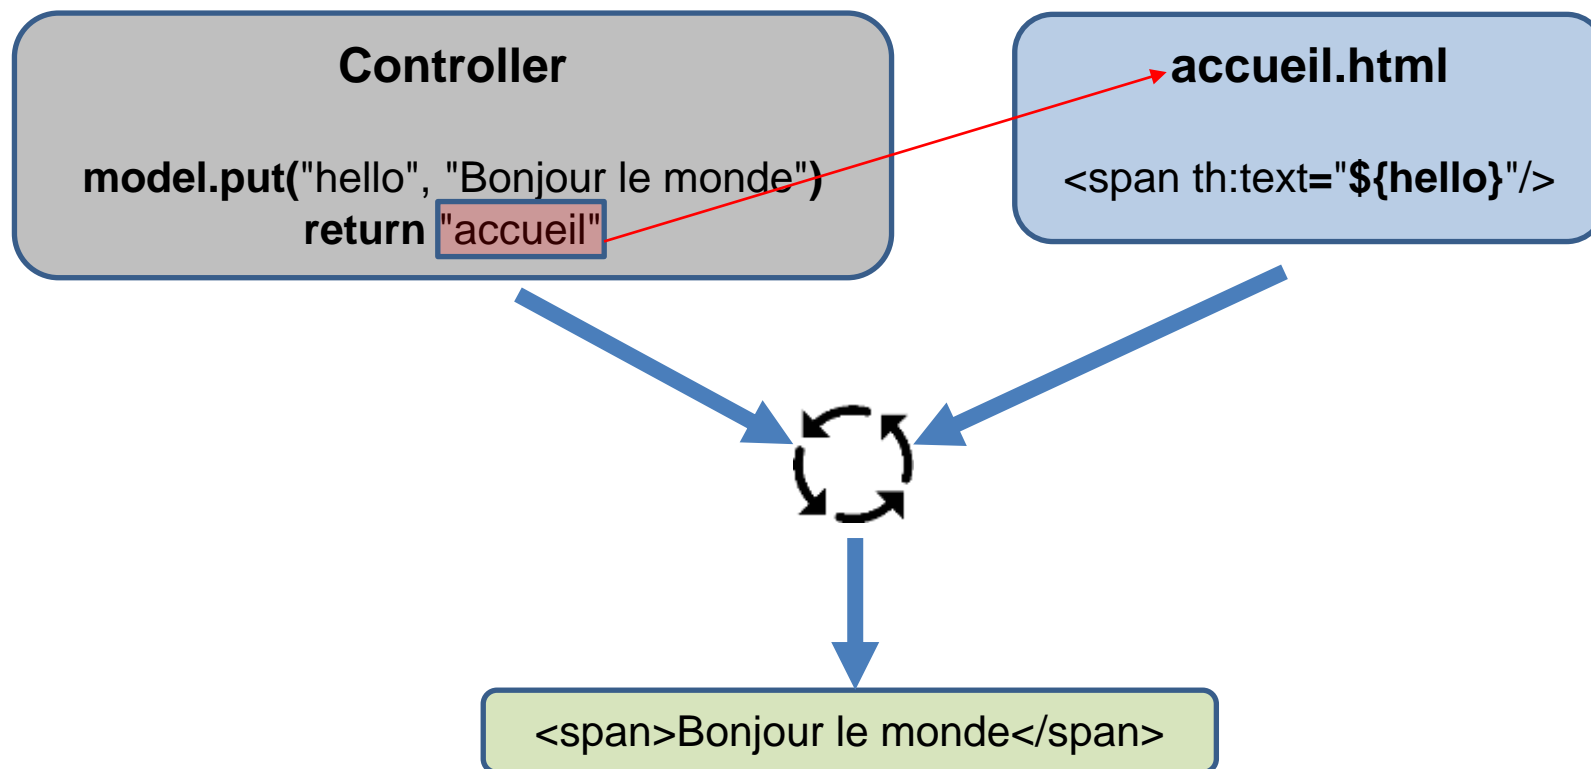 Controller
model.put("hello", "Bonjour le monde")
return "accueil"
accueil.html
<span th:text="${hello}"/>
<span>Bonjour le monde</span>